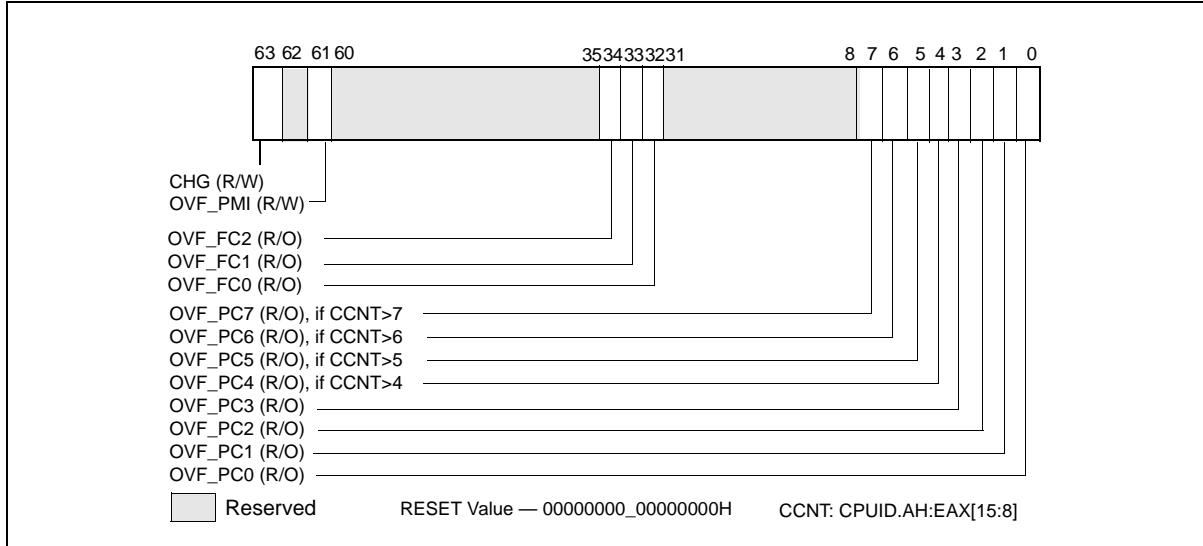 63 62 61 60 35 34 33 32 31 8 7 6 5 4 3 2 1 0
CHG (R/W)
OVF_PMI (R/W)
OVF_FC2 (R/O)
OVF_FC1 (R/O)
OVF_FC0 (R/O)
OVF_PC7 (R/O), if CCNT>7
OVF_PC6 (R/O), if CCNT>6
OVF_PC5 (R/O), if CCNT>5
OVF_PC4 (R/O), if CCNT>4
OVF_PC3 (R/O)
OVF_PC2 (R/O)
OVF_PC1 (R/O)
OVF_PC0 (R/O)
Reserved RESET Value — 00000000_00000000H CCNT: CPUID.AH:EAX[15:8]